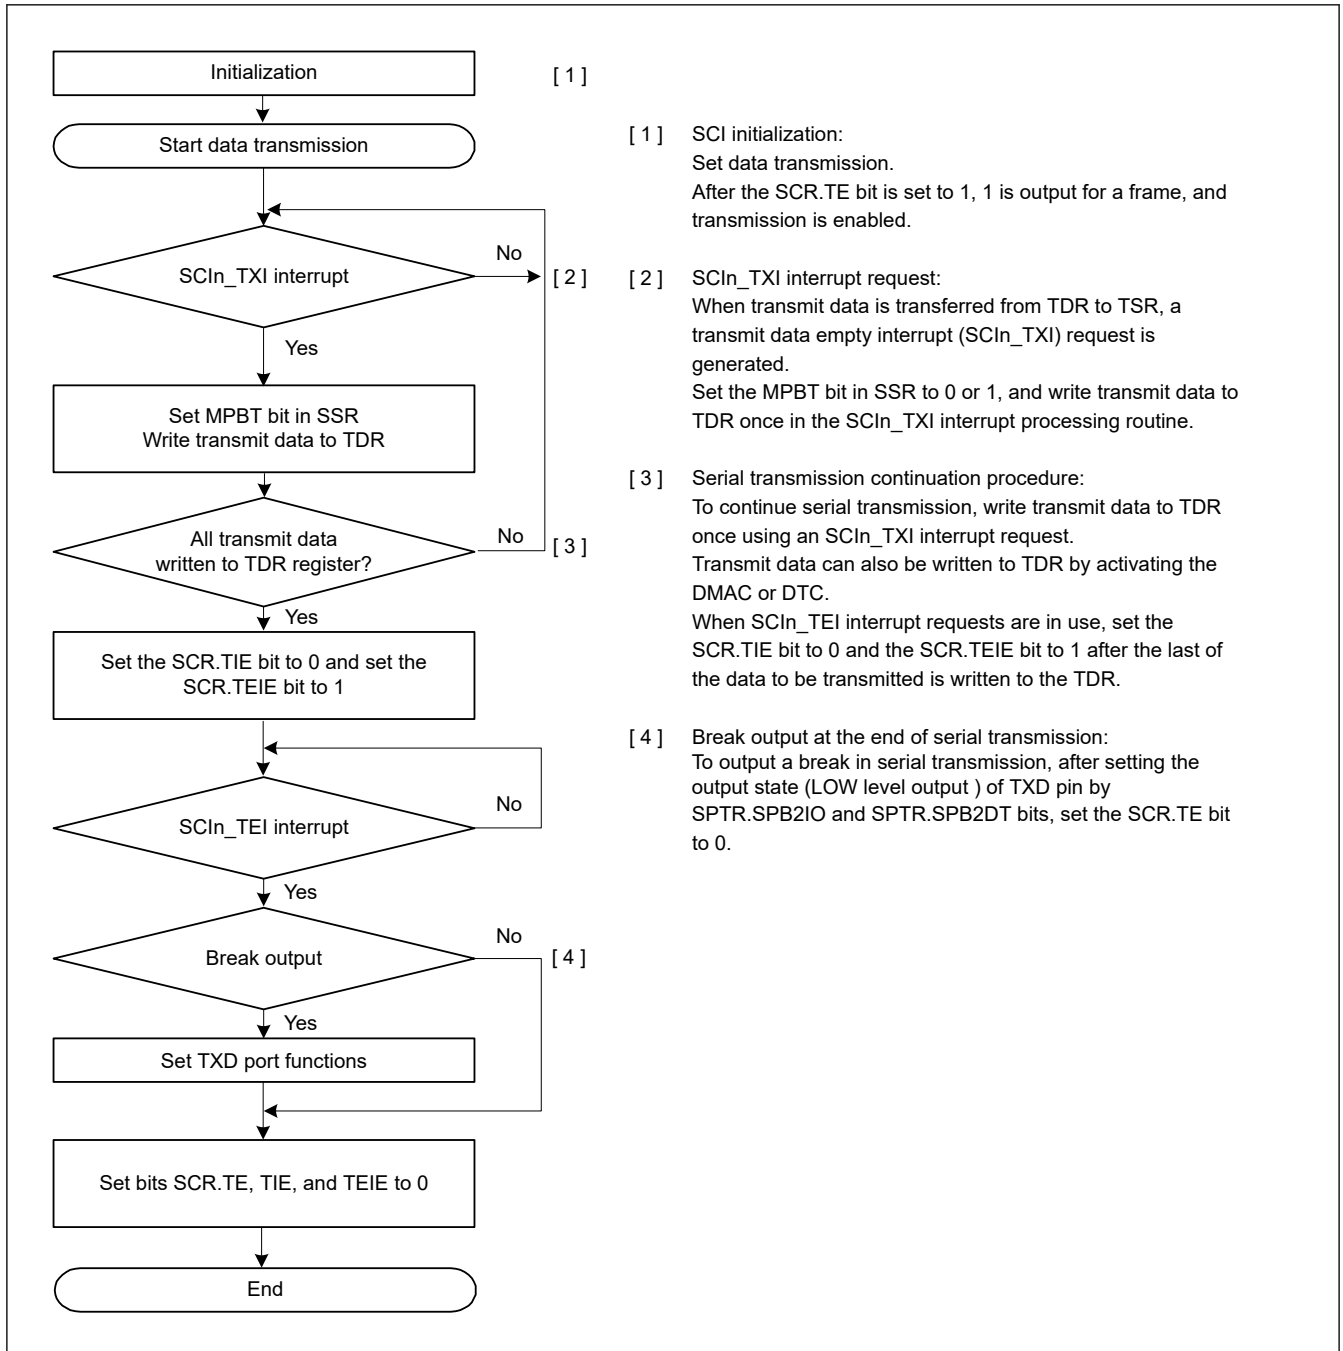 Initialization
[ 1 ]
Start data transmission
SCIn_TXI interrupt
No
[ 2 ]
Yes
Set MPBT bit in SSR
Write transmit data to TDR
All transmit data
written to TDR register?
No
[ 3 ]
Yes
Set the SCR.TIE bit to 0 and set the
SCR.TEIE bit to 1
SCIn_TEI interrupt
No
Yes
Break output
No
[ 4 ]
Yes
Set TXD port functions
Set bits SCR.TE, TIE, and TEIE to 0
End
[ 1 ] SCI initialization:
Set data transmission.
After the SCR.TE bit is set to 1, 1 is output for a frame, and
transmission is enabled.
[ 2 ] SCIn_TXI interrupt request:
When transmit data is transferred from TDR to TSR, a
transmit data empty interrupt (SCIn_TXI) request is
generated.
Set the MPBT bit in SSR to 0 or 1, and write transmit data to
TDR once in the SCIn_TXI interrupt processing routine.
[ 3 ] Serial transmission continuation procedure:
To continue serial transmission, write transmit data to TDR
once using an SCIn_TXI interrupt request.
Transmit data can also be written to TDR by activating the
DMAC or DTC.
When SCIn_TEI interrupt requests are in use, set the
SCR.TIE bit to 0 and the SCR.TEIE bit to 1 after the last of
the data to be transmitted is written to the TDR.
[ 4 ] Break output at the end of serial transmission:
To output a break in serial transmission, after setting the
output state (LOW level output ) of TXD pin by
SPTR.SPB2IO and SPTR.SPB2DT bits, set the SCR.TE bit
to 0.